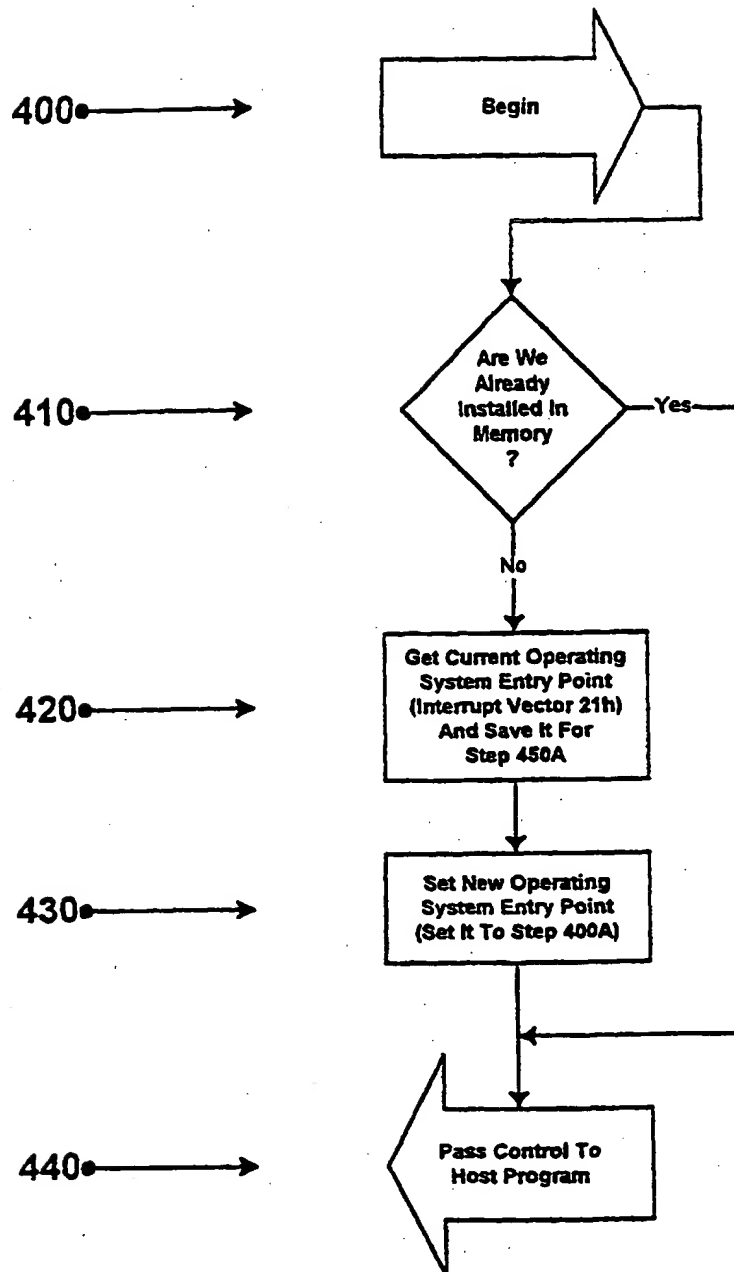 400
Begin
410
Are We
Already
Installed In
Memory
?
Yes
No
420
Get Current Operating
System Entry Point
(Interrupt Vector 21h)
And Save It For
Step 450A
430
Set New Operating
System Entry Point
(Set It To Step 400A)
440
Pass Control To
Host Program